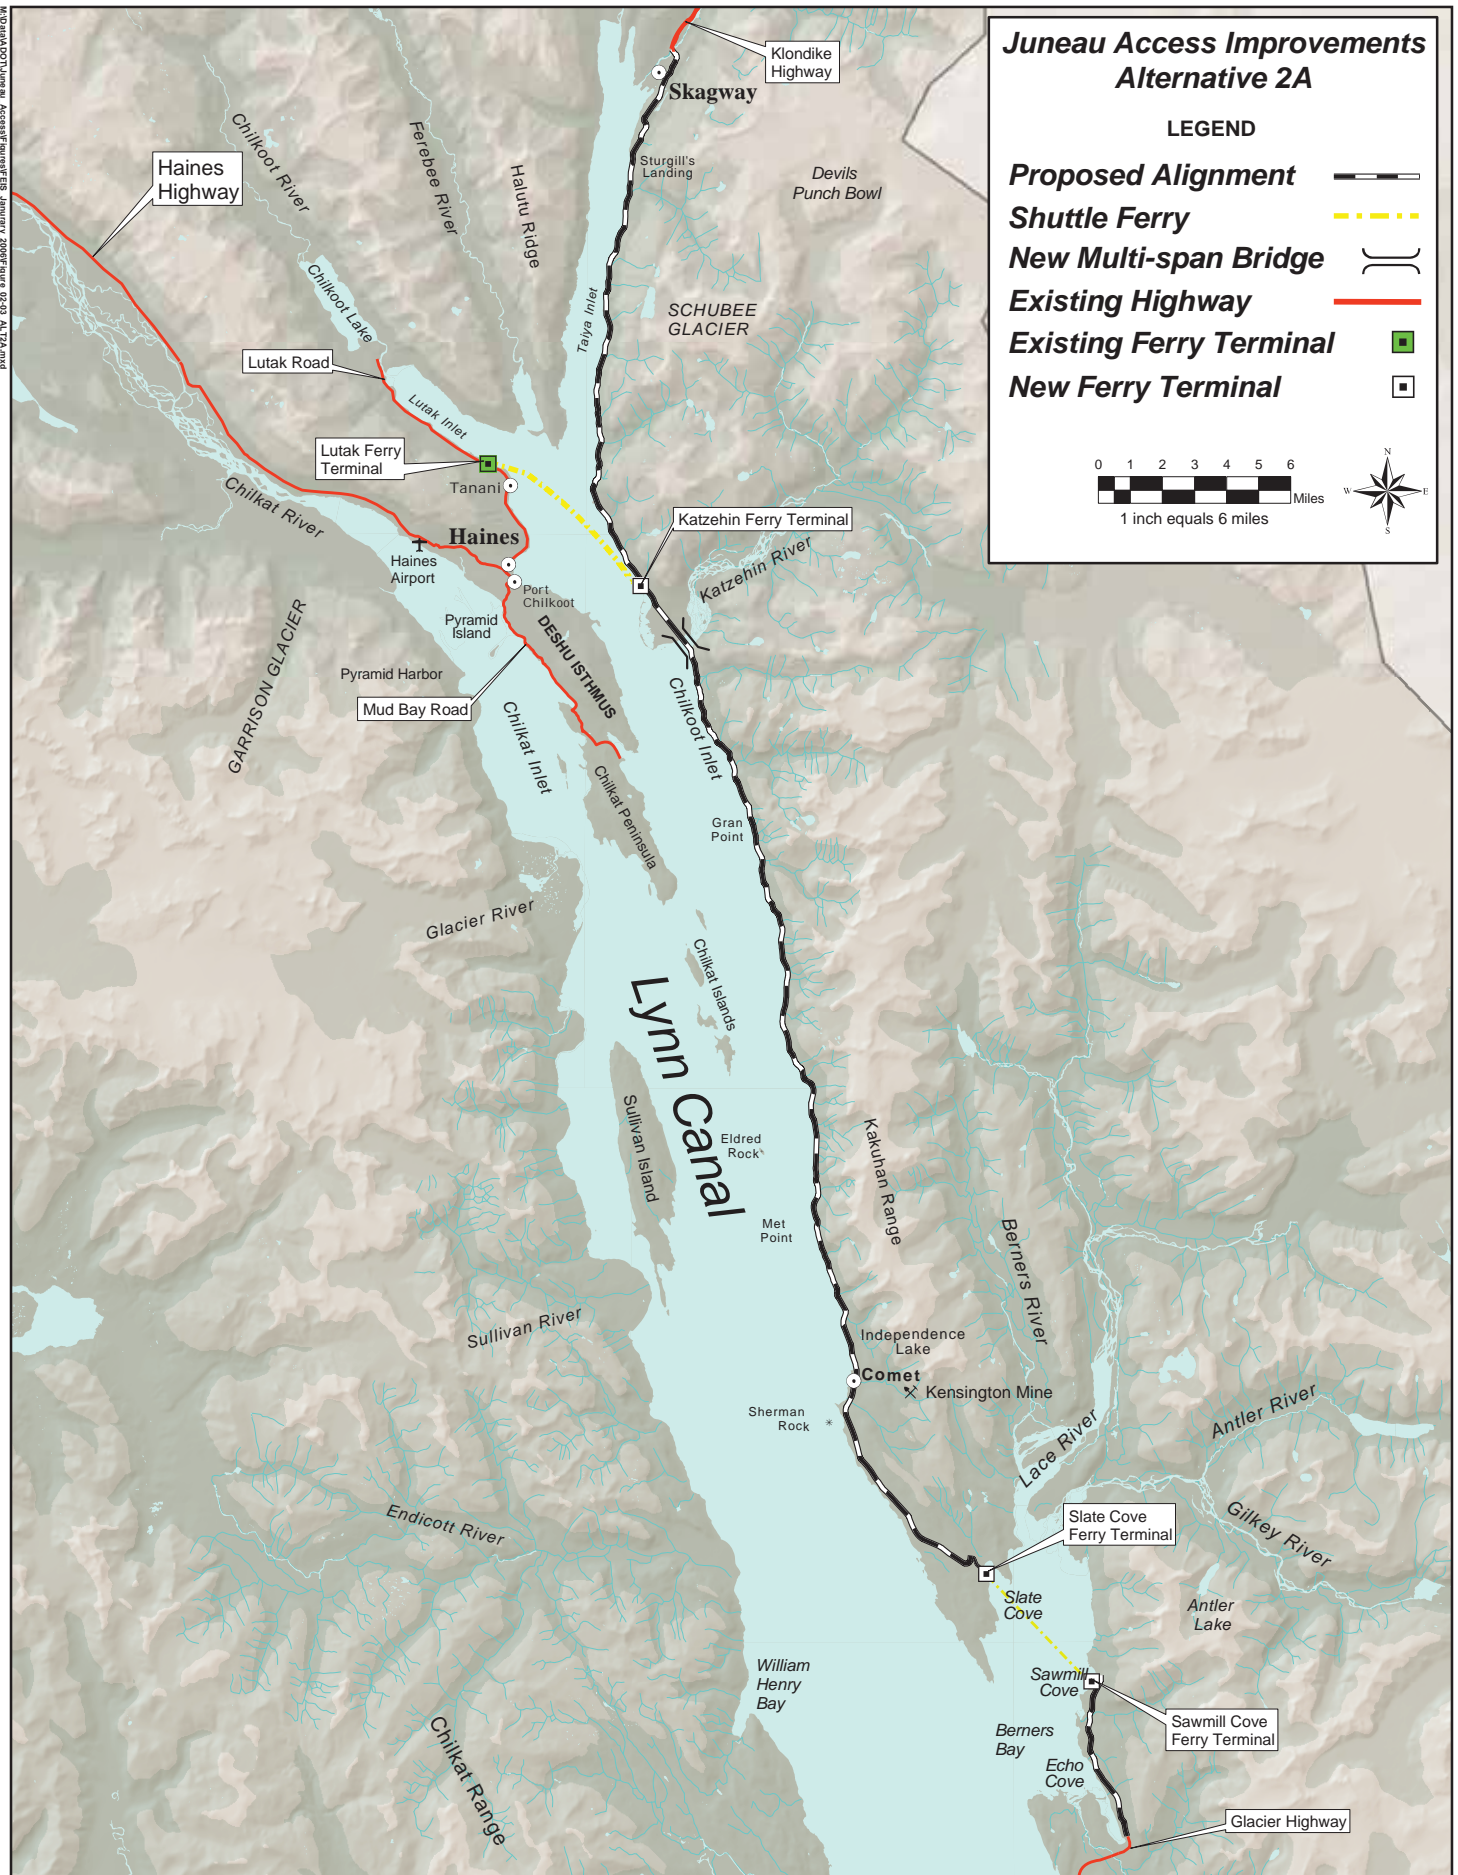 M:\Data\ADOT\Juneau_Access\Figures\FEIS_Janurary_2006\Figure_02-03_ALT2A.mxd
Juneau Access Improvements
Alternative 2A
LEGEND
Proposed Alignment
Shuttle Ferry
New Multi-span Bridge
Existing Highway
Existing Ferry Terminal
New Ferry Terminal
0 1 2 3 4 5 6
Miles
1 inch equals 6 miles
N
W
E
S
Klondike
Highway
Skagway
Sturgill's
Landing
Devils
Punch Bowl
Haines
Highway
Chilkoot River
Ferebee River
Halutu Ridge
Chilkoot Lake
Taiya Inlet
SCHUBEE
GLACIER
Lutak Road
Lutak Inlet
Lutak Ferry
Terminal
Tanani
Chilkat River
Haines
Haines
Airport
Port
Chilkoot
Katzehin Ferry Terminal
Katzehin River
Pyramid
Island
DESHU ISTHMUS
GARRISON GLACIER
Pyramid Harbor
Mud Bay Road
Chilkat Inlet
Chilkoot Inlet
Chilkat Peninsula
Gran
Point
Glacier River
Chilkat Islands
Lynn Canal
Sullivan Island
Eldred
Rock
Kakuhan Range
Met
Point
Berners River
Sullivan River
Independence
Lake
Comet
Kensington Mine
Sherman
Rock
Lace River
Antler River
Endicott River
Slate Cove
Ferry Terminal
Gilkey River
Slate
Cove
Antler
Lake
William
Henry
Bay
Sawmill
Cove
Sawmill Cove
Ferry Terminal
Berners
Bay
Echo
Cove
Chilkat Range
Glacier Highway